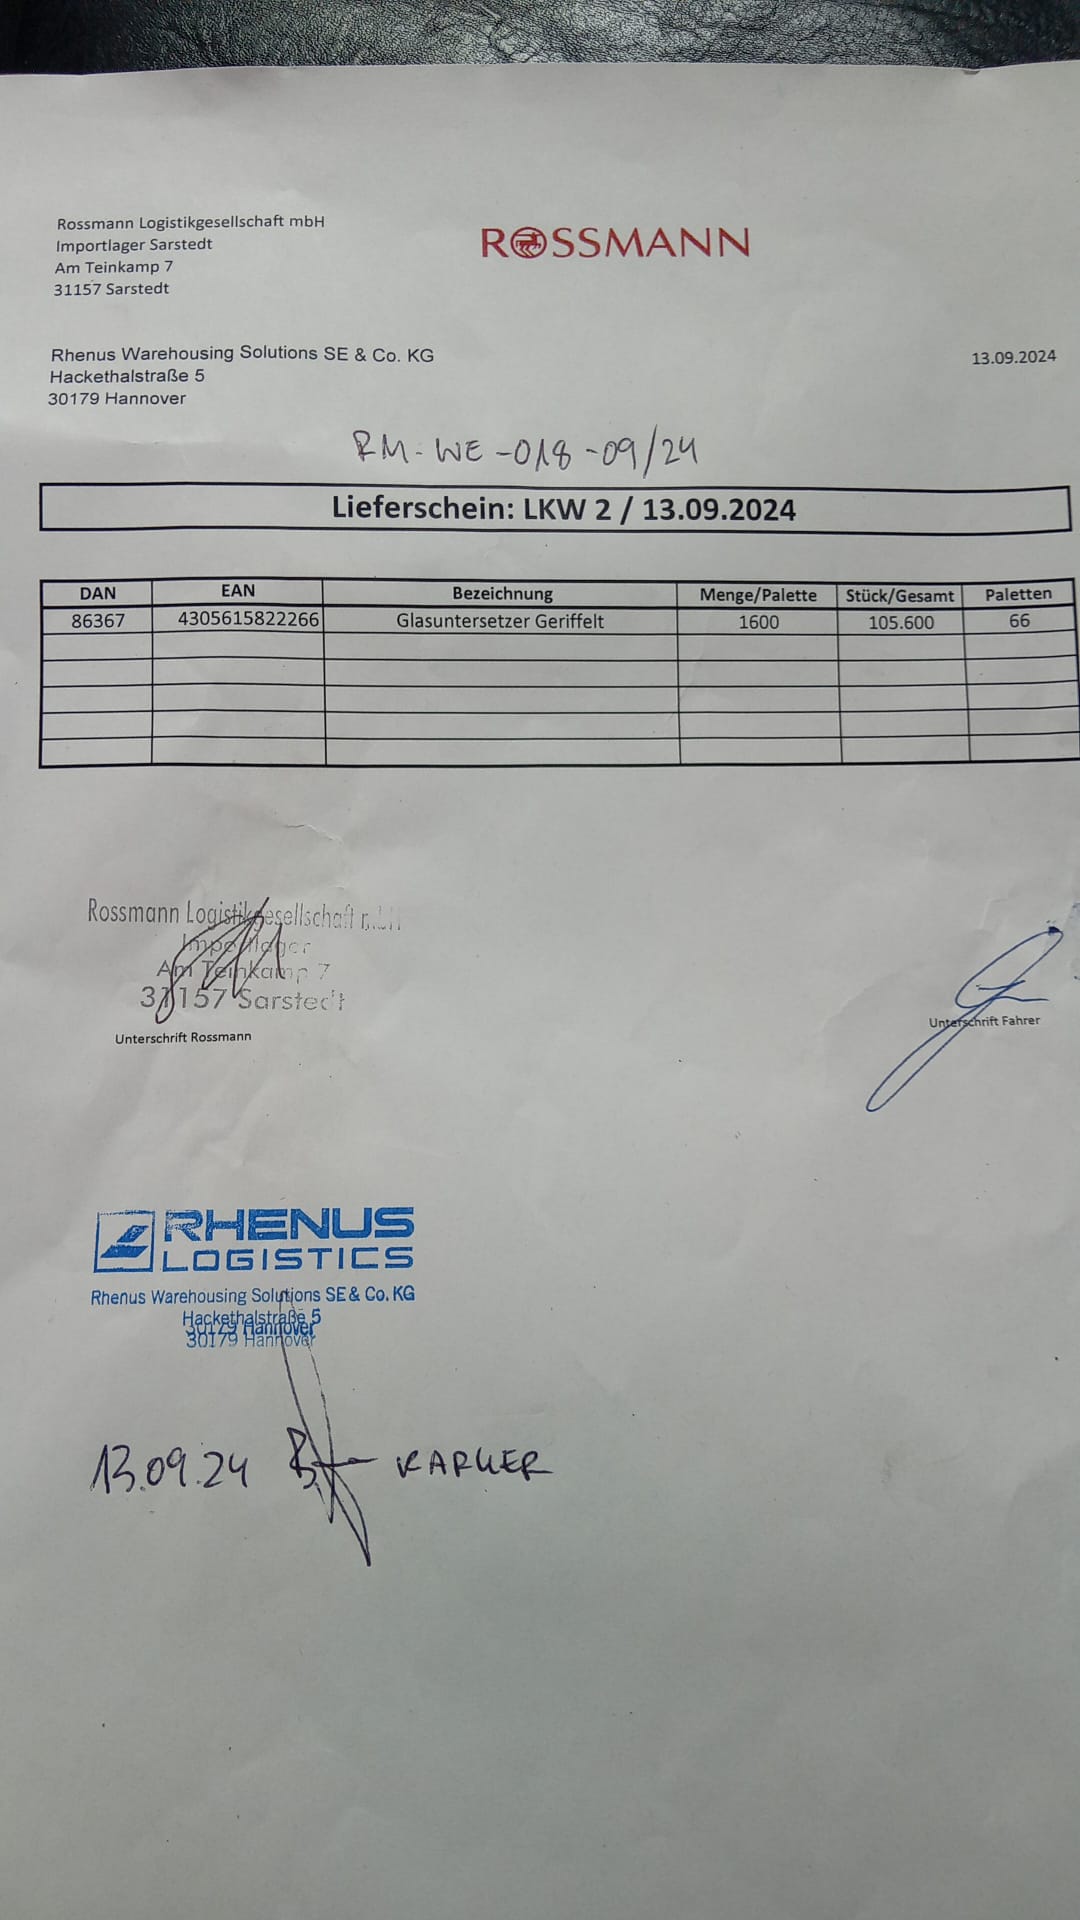 Rossmann Logistikgesellschaft mbH
Importlager Sarstedt
Am Teinkamp 7
31157 Sarstedt
ROSSMANN
Rhenus Warehousing Solutions SE & Co. KG
Hackethalstraße 5
30179 Hannover
13.09.2024
RM-WE-018-09/24
Lieferschein: LKW 2 / 13.09.2024
DAN EAN Bezeichnung Menge/Palette Stück/Gesamt Paletten
86367 4305615822266 Glasuntersetzer Geriffelt 1600 105.600 66
Rossmann Logistikgesellschaft mbH
Importlager
Am Teinkamp 7
31157 Sarstedt
Unterschrift Rossmann
Unterschrift Fahrer
RHENUS
LOGISTICS
Rhenus Warehousing Solutions SE & Co. KG
Hackethalstraße 5
30179 Hannover
30179 Hannover
13.09.24